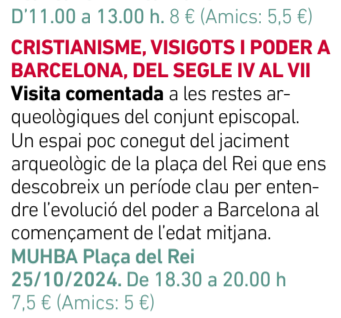 D'11.00 a 13.00 h. 8 € (Amics: 5,5 €)
CRISTIANISME, VISIGOTS I PODER A
BARCELONA, DEL SEGLE IV AL VII
Visita comentada a les restes ar-
queològiques del conjunt episcopal.
Un espai poc conegut del jaciment
arqueològic de la plaça del Rei que ens
descobreix un període clau per enten-
dre l'evolució del poder a Barcelona al
començament de l'edat mitjana.
MUHBA Plaça del Rei
25/10/2024. De 18.30 a 20.00 h
7,5 € (Amics: 5 €)